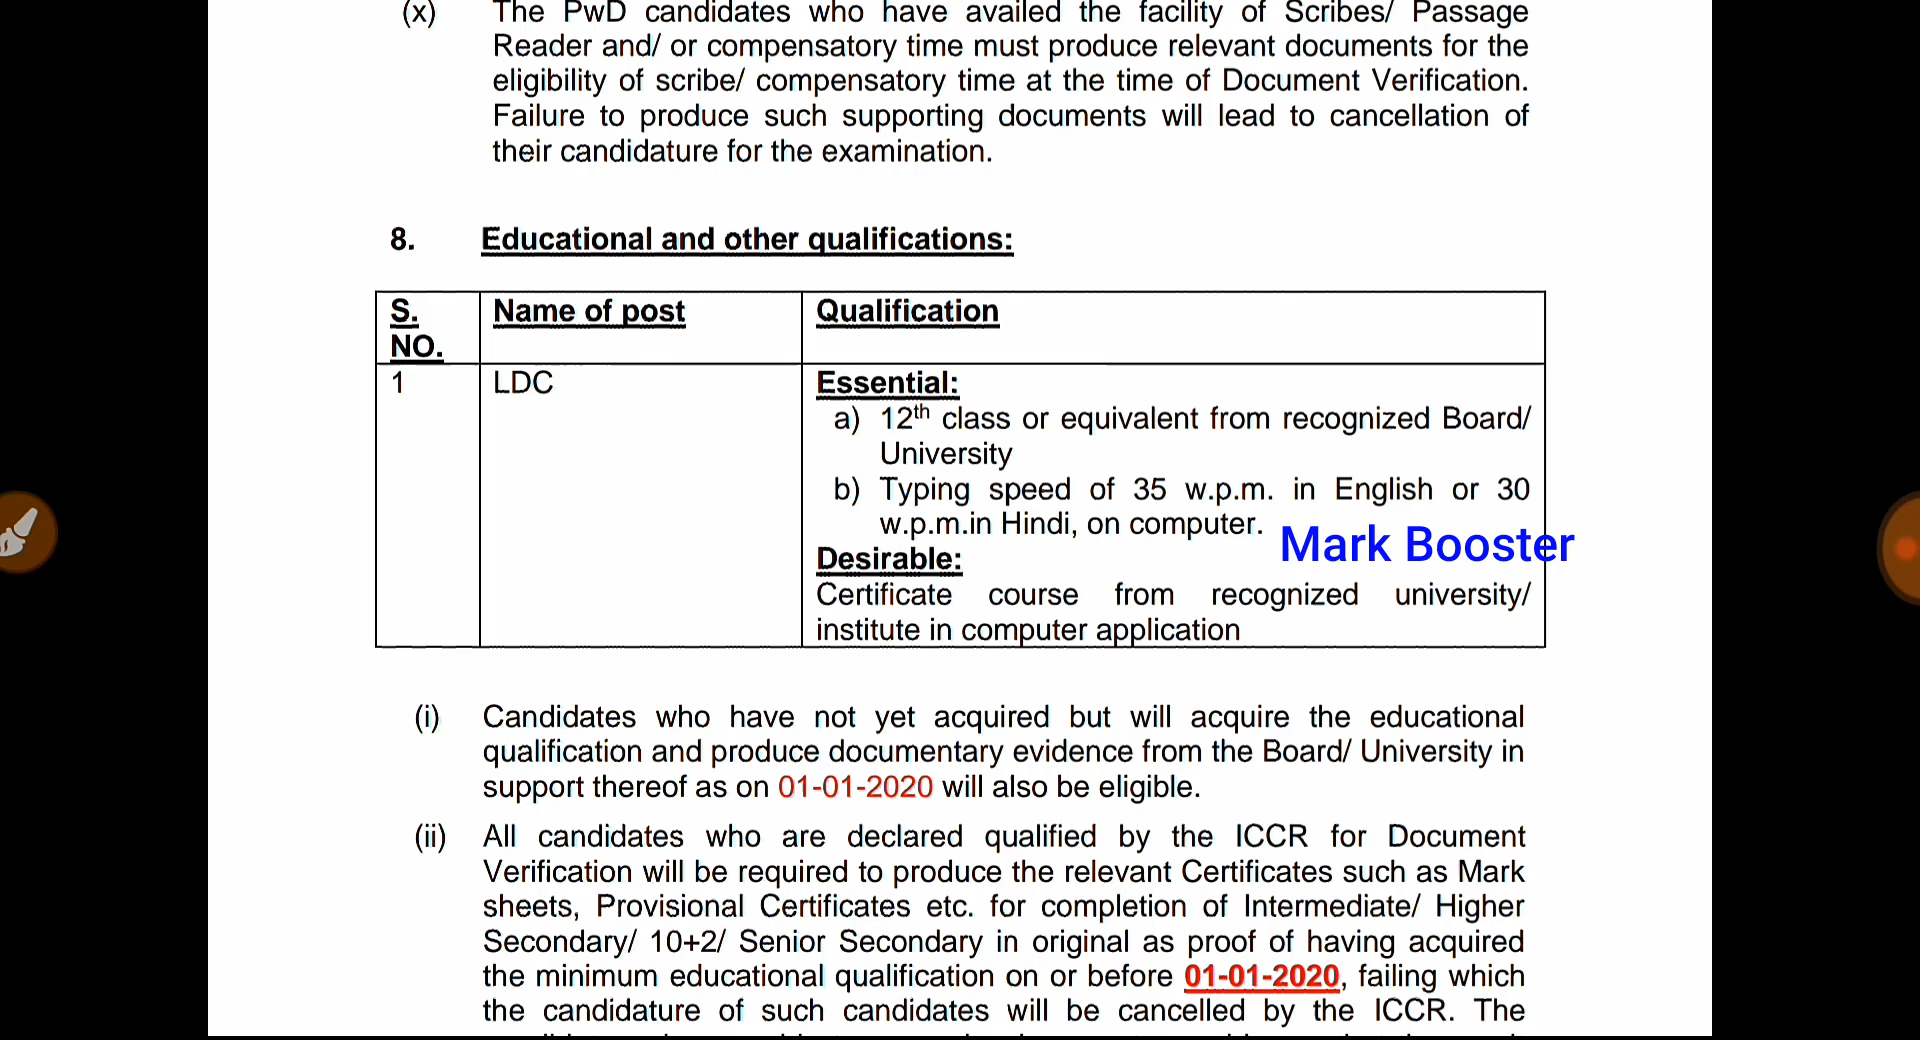 (x) The PwD candidates who have availed the facility of Scribes/ Passage
Reader and/ or compensatory time must produce relevant documents for the
eligibility of scribe/ compensatory time at the time of Document Verification.
Failure to produce such supporting documents will lead to cancellation of
their candidature for the examination.
8. Educational and other qualifications:
S. NO. Name of post Qualification
1 LDC Essential:
a) 12th class or equivalent from recognized Board/
University
b) Typing speed of 35 w.p.m. in English or 30
w.p.m.in Hindi, on computer.
Mark Booster
Desirable:
Certificate course from recognized university/
institute in computer application
(i) Candidates who have not yet acquired but will acquire the educational
qualification and produce documentary evidence from the Board/ University in
support thereof as on 01-01-2020 will also be eligible.
(ii) All candidates who are declared qualified by the ICCR for Document
Verification will be required to produce the relevant Certificates such as Mark
sheets, Provisional Certificates etc. for completion of Intermediate/ Higher
Secondary/ 10+2/ Senior Secondary in original as proof of having acquired
the minimum educational qualification on or before 01-01-2020, failing which
the candidature of such candidates will be cancelled by the ICCR. The